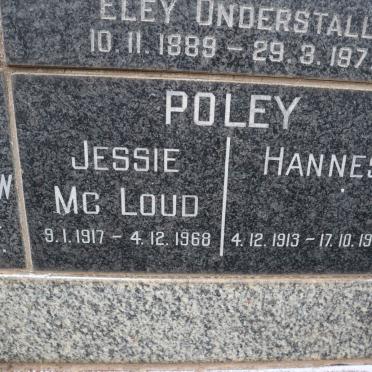 ELEY UNDERSTALL
10.11.1889 – 29.3.197
POLEY
JESSIE
MC LOUD
9.1.1917 – 4.12.1968
HANNES
4.12.1913 – 17.10.19
W